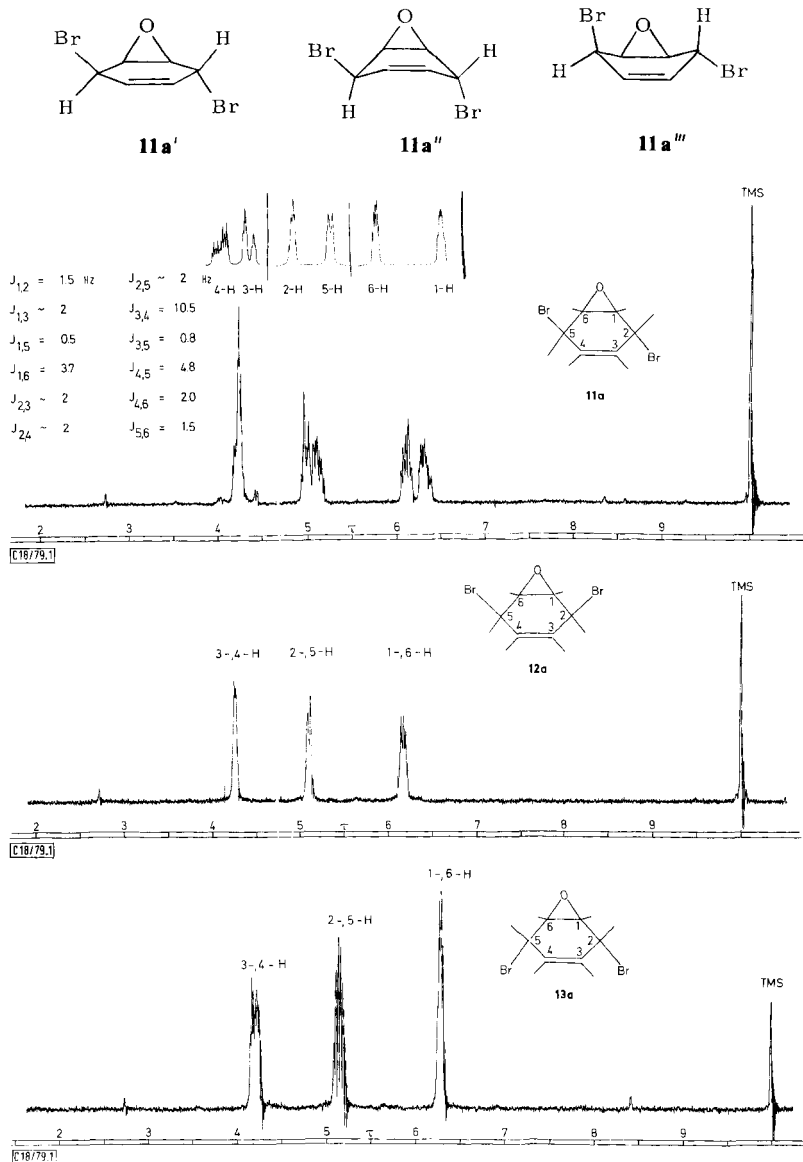 Br O H
H Br
11a'
Br O H
H Br
11a''
Br O H
H Br
11a'''
TMS
J1,2 = 1.5 Hz J2,5 ~ 2 Hz
J1,3 ~ 2 J3,4 = 10.5
J1,5 = 0.5 J3,5 = 0.8
J1,6 = 3.7 J4,5 = 4.8
J2,3 ~ 2 J4,6 = 2.0
J2,4 ~ 2 J5,6 = 1.5
4-H 3-H 2-H 5-H 6-H 1-H
O
Br 6 1
5 2
4 3 Br
11a
2 3 4 5 τ 6 7 8 9
C18/79.1
TMS
O
Br 6 1 Br
5 2
4 3
12a
3-,4-H 2-,5-H 1-,6-H
2 3 4 5 τ 6 7 8 9
C18/79.1
1-,6-H
O
6 1
5 2
4 3
Br Br
13a
2-,5-H
3-,4-H
TMS
2 3 4 5 τ 6 7 8 9
C18/79.1